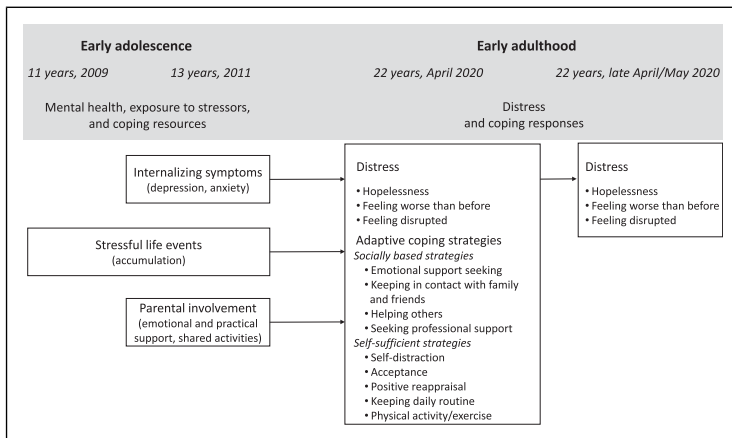 Early adolescence
Early adulthood
11 years, 2009
13 years, 2011
22 years, April 2020
22 years, late April/May 2020
Mental health, exposure to stressors,
and coping resources
Distress
and coping responses
Internalizing symptoms
(depression, anxiety)
Stressful life events
(accumulation)
Parental involvement
(emotional and practical
support, shared activities)
Distress
• Hopelessness
• Feeling worse than before
• Feeling disrupted
Adaptive coping strategies
Socially based strategies
• Emotional support seeking
• Keeping in contact with family
and friends
• Helping others
• Seeking professional support
Self-sufficient strategies
• Self-distraction
• Acceptance
• Positive reappraisal
• Keeping daily routine
• Physical activity/exercise
Distress
• Hopelessness
• Feeling worse than before
• Feeling disrupted